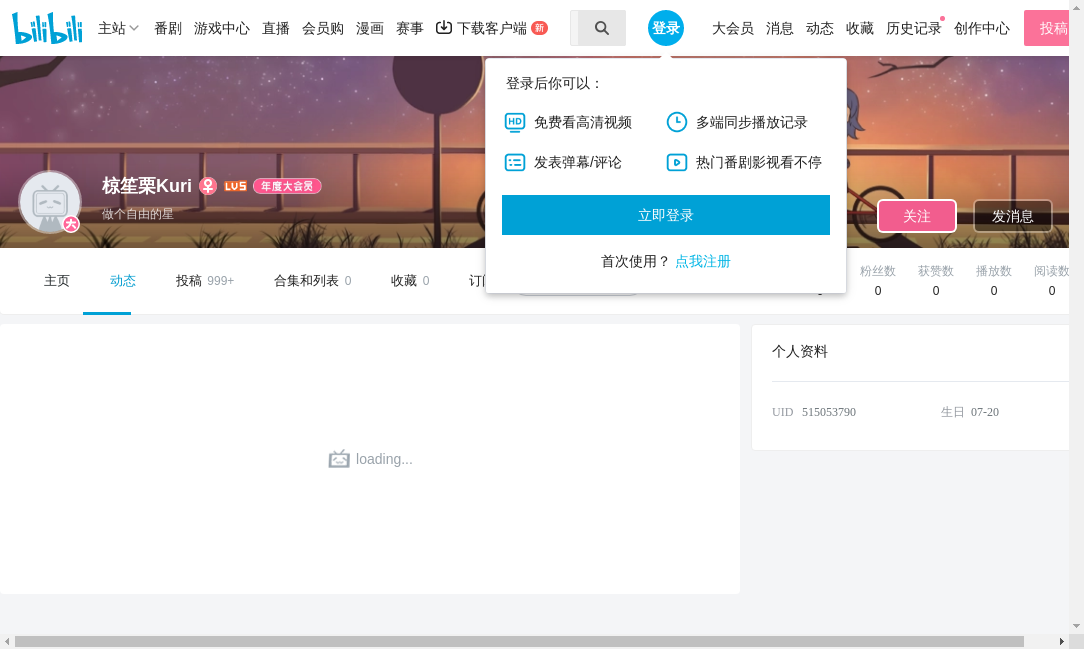 bilibili 主站 番剧 游戏中心 直播 会员购 漫画 赛事 下载客户端 新 登录 大会员 消息 动态 收藏 历史记录 创作中心 投稿
登录后你可以：
HD 免费看高清视频 多端同步播放记录
发表弹幕/评论 热门番剧影视看不停
立即登录
首次使用？ 点我注册
椋笙栗Kuri LV5 年度大会员
做个自由的星
大
关注 发消息
主页 动态 投稿 999+ 合集和列表 0 收藏 0
粉丝数 获赞数 播放数 阅读数
0 0 0 0
loading...
个人资料
UID 515053790 生日 07-20